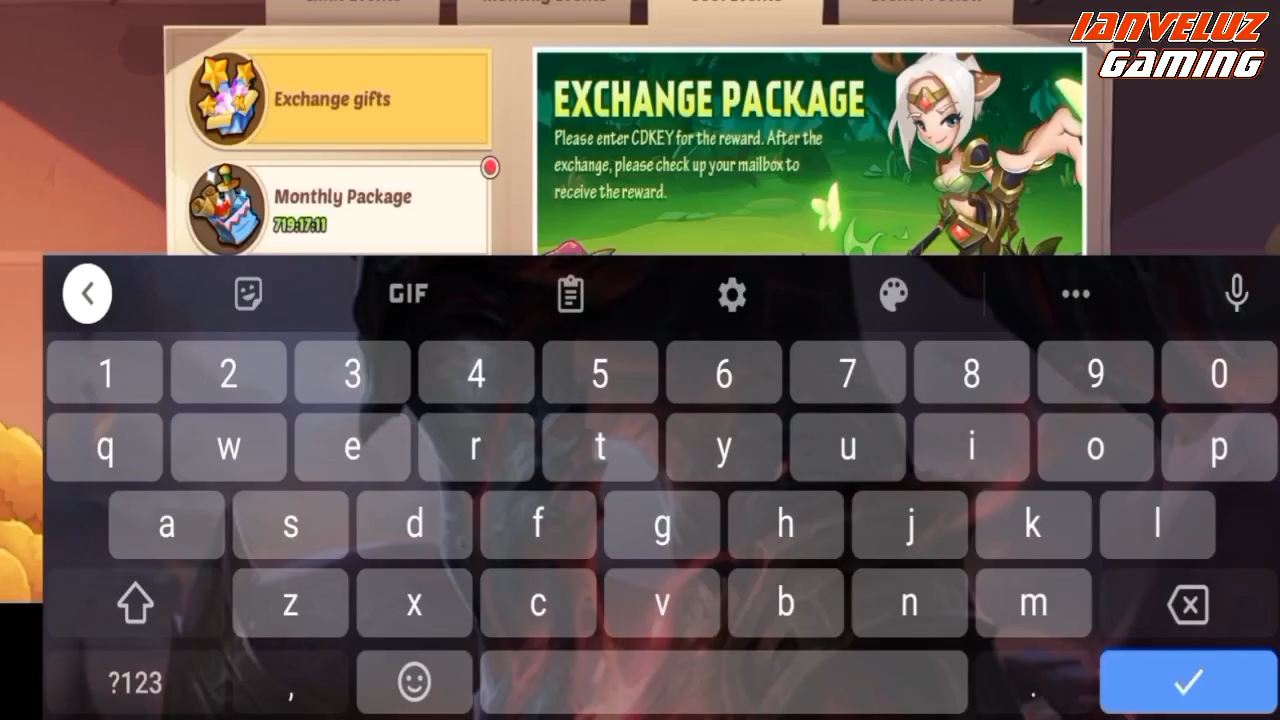 IANVELUZ
GAMING
Exchange gifts
Monthly Package
719:17:11
EXCHANGE PACKAGE
Please enter CDKEY for the reward. After the
exchange, please check up your mailbox to
receive the reward.
GIF
1 2 3 4 5 6 7 8 9 0
q w e r t y u i o p
a s d f g h j k l
z x c v b n m
?123 , .